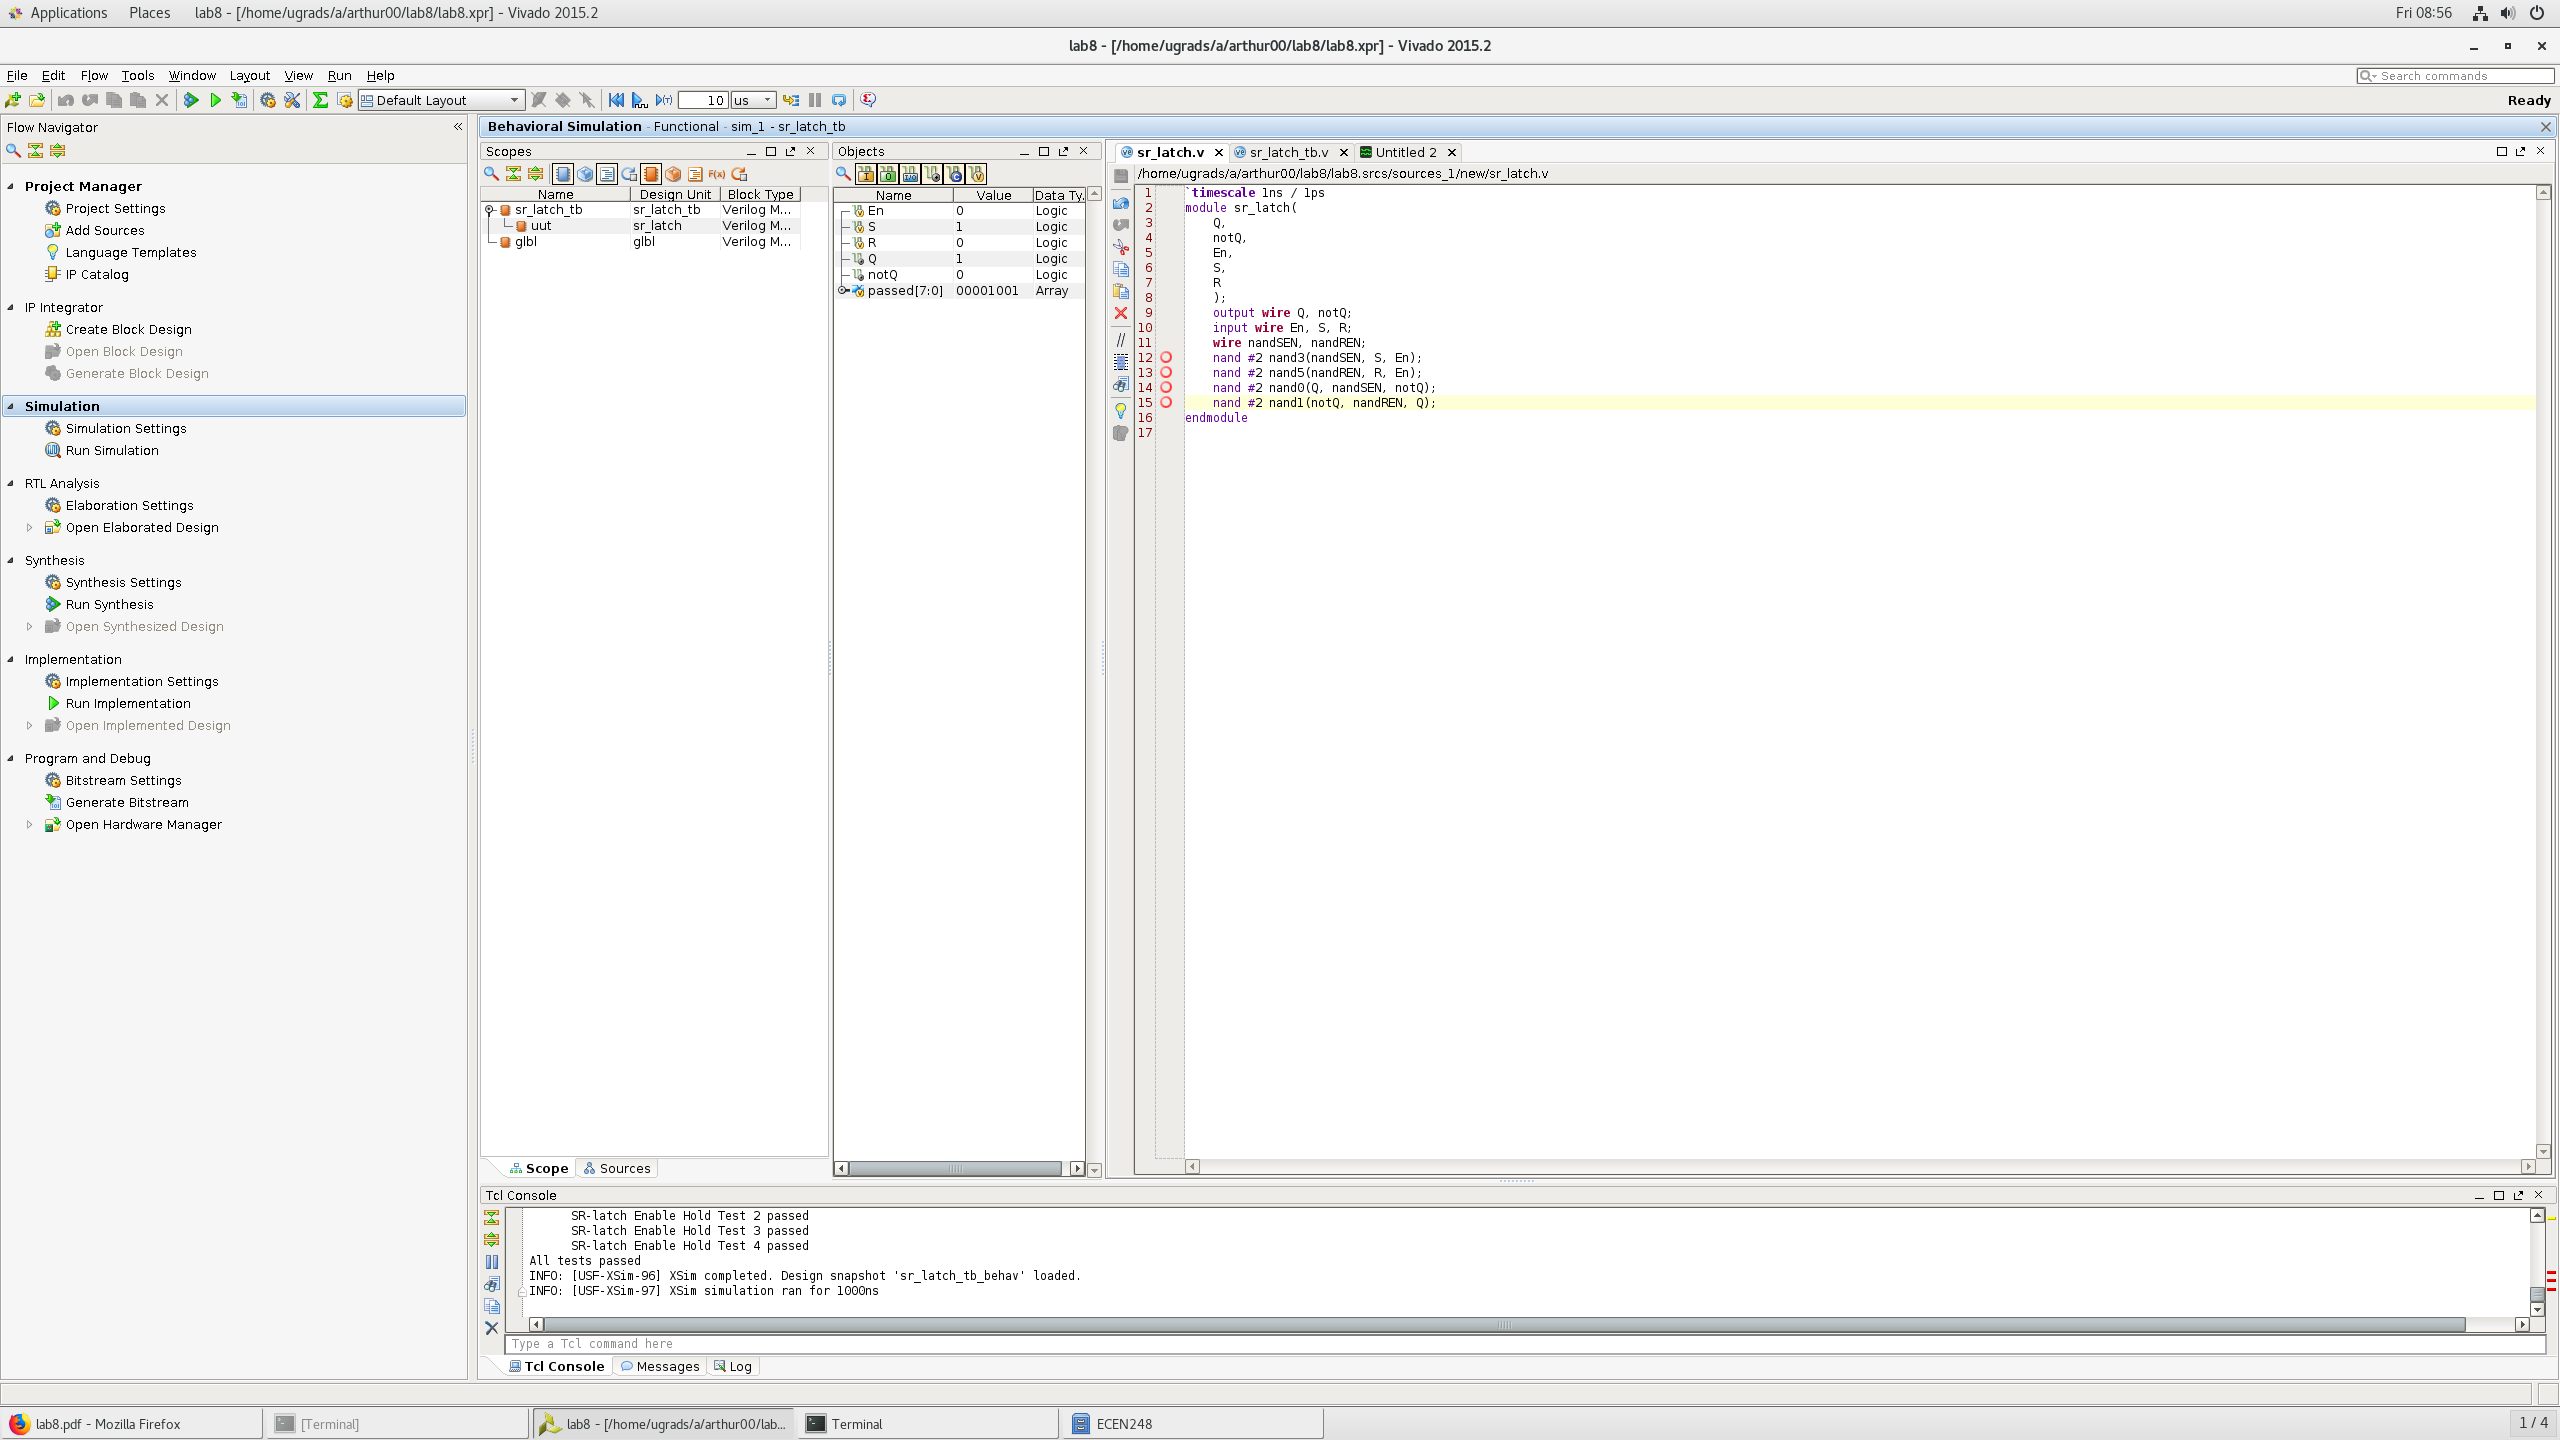 Applications Places lab8 - [/home/ugrads/a/arthur00/lab8/lab8.xpr] - Vivado 2015.2 Fri 08:56
lab8 - [/home/ugrads/a/arthur00/lab8/lab8.xpr] - Vivado 2015.2
File Edit Flow Tools Window Layout View Run Help Search commands
Default Layout 10 us Ready
Flow Navigator
Project Manager
Project Settings
Add Sources
Language Templates
IP Catalog
IP Integrator
Create Block Design
Open Block Design
Generate Block Design
Simulation
Simulation Settings
Run Simulation
RTL Analysis
Elaboration Settings
Open Elaborated Design
Synthesis
Synthesis Settings
Run Synthesis
Open Synthesized Design
Implementation
Implementation Settings
Run Implementation
Open Implemented Design
Program and Debug
Bitstream Settings
Generate Bitstream
Open Hardware Manager
Behavioral Simulation - Functional - sim_1 - sr_latch_tb
Scopes
Name Design Unit Block Type
sr_latch_tb sr_latch_tb Verilog M...
uut sr_latch Verilog M...
glbl glbl Verilog M...
Scope Sources
Objects
Name Value Data Ty.
En 0 Logic
S 1 Logic
R 0 Logic
Q 1 Logic
notQ 0 Logic
passed[7:0] 00001001 Array
sr_latch.v sr_latch_tb.v Untitled 2
/home/ugrads/a/arthur00/lab8/lab8.srcs/sources_1/new/sr_latch.v
1 `timescale 1ns / 1ps
2 module sr_latch(
3 Q,
4 notQ,
5 En,
6 S,
7 R
8 );
9 output wire Q, notQ;
10 input wire En, S, R;
11 wire nandSEN, nandREN;
12 nand #2 nand3(nandSEN, S, En);
13 nand #2 nand5(nandREN, R, En);
14 nand #2 nand0(Q, nandSEN, notQ);
15 nand #2 nand1(notQ, nandREN, Q);
16 endmodule
17
Tcl Console
SR-latch Enable Hold Test 2 passed
SR-latch Enable Hold Test 3 passed
SR-latch Enable Hold Test 4 passed
All tests passed
INFO: [USF-XSim-96] XSim completed. Design snapshot 'sr_latch_tb_behav' loaded.
INFO: [USF-XSim-97] XSim simulation ran for 1000ns
Type a Tcl command here
Tcl Console Messages Log
lab8.pdf - Mozilla Firefox [Terminal] lab8 - [/home/ugrads/a/arthur00/lab... Terminal ECEN248 1 / 4